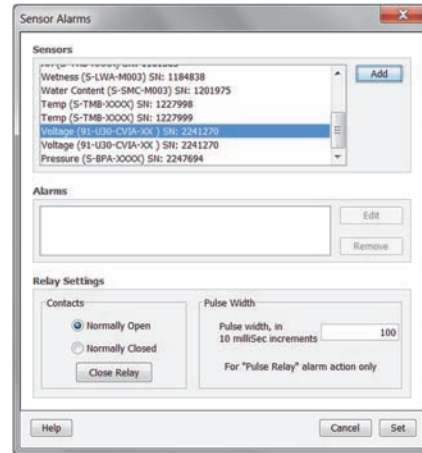 Sensor Alarms
Sensors
Wetness (S-LWA-M003) SN: 1184838
Water Content (S-SMC-M003) SN: 1201975
Temp (S-TMB-XXXX) SN: 1227998
Temp (S-TMB-XXXX) SN: 1227999
Voltage (91-U30-CVIA-XX ) SN: 2241270
Voltage (91-U30-CVIA-XX ) SN: 2241270
Pressure (S-BPA-XXXX) SN: 2247694
Add
Alarms
Edit
Remove
Relay Settings
Contacts
Normally Open
Normally Closed
Close Relay
Pulse Width
Pulse width, in
10 milliSec increments
100
For "Pulse Relay" alarm action only
Help
Cancel
Set